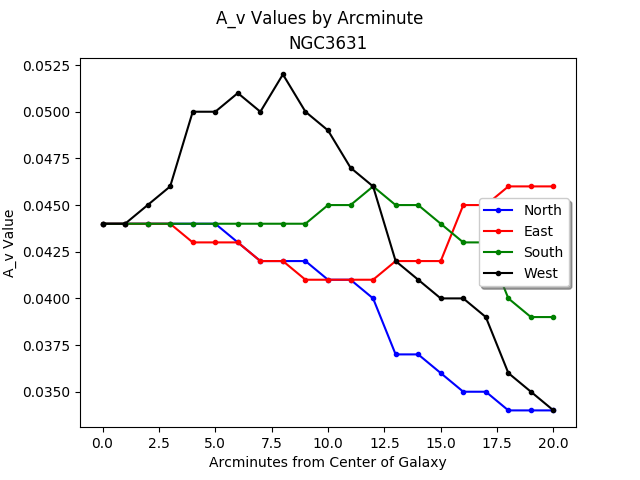 A_v Values by Arcminute
NGC3631
A_v Value
0.0525
0.0500
0.0475
0.0450
0.0425
0.0400
0.0375
0.0350
North
East
South
West
0.0 2.5 5.0 7.5 10.0 12.5 15.0 17.5 20.0
Arcminutes from Center of Galaxy